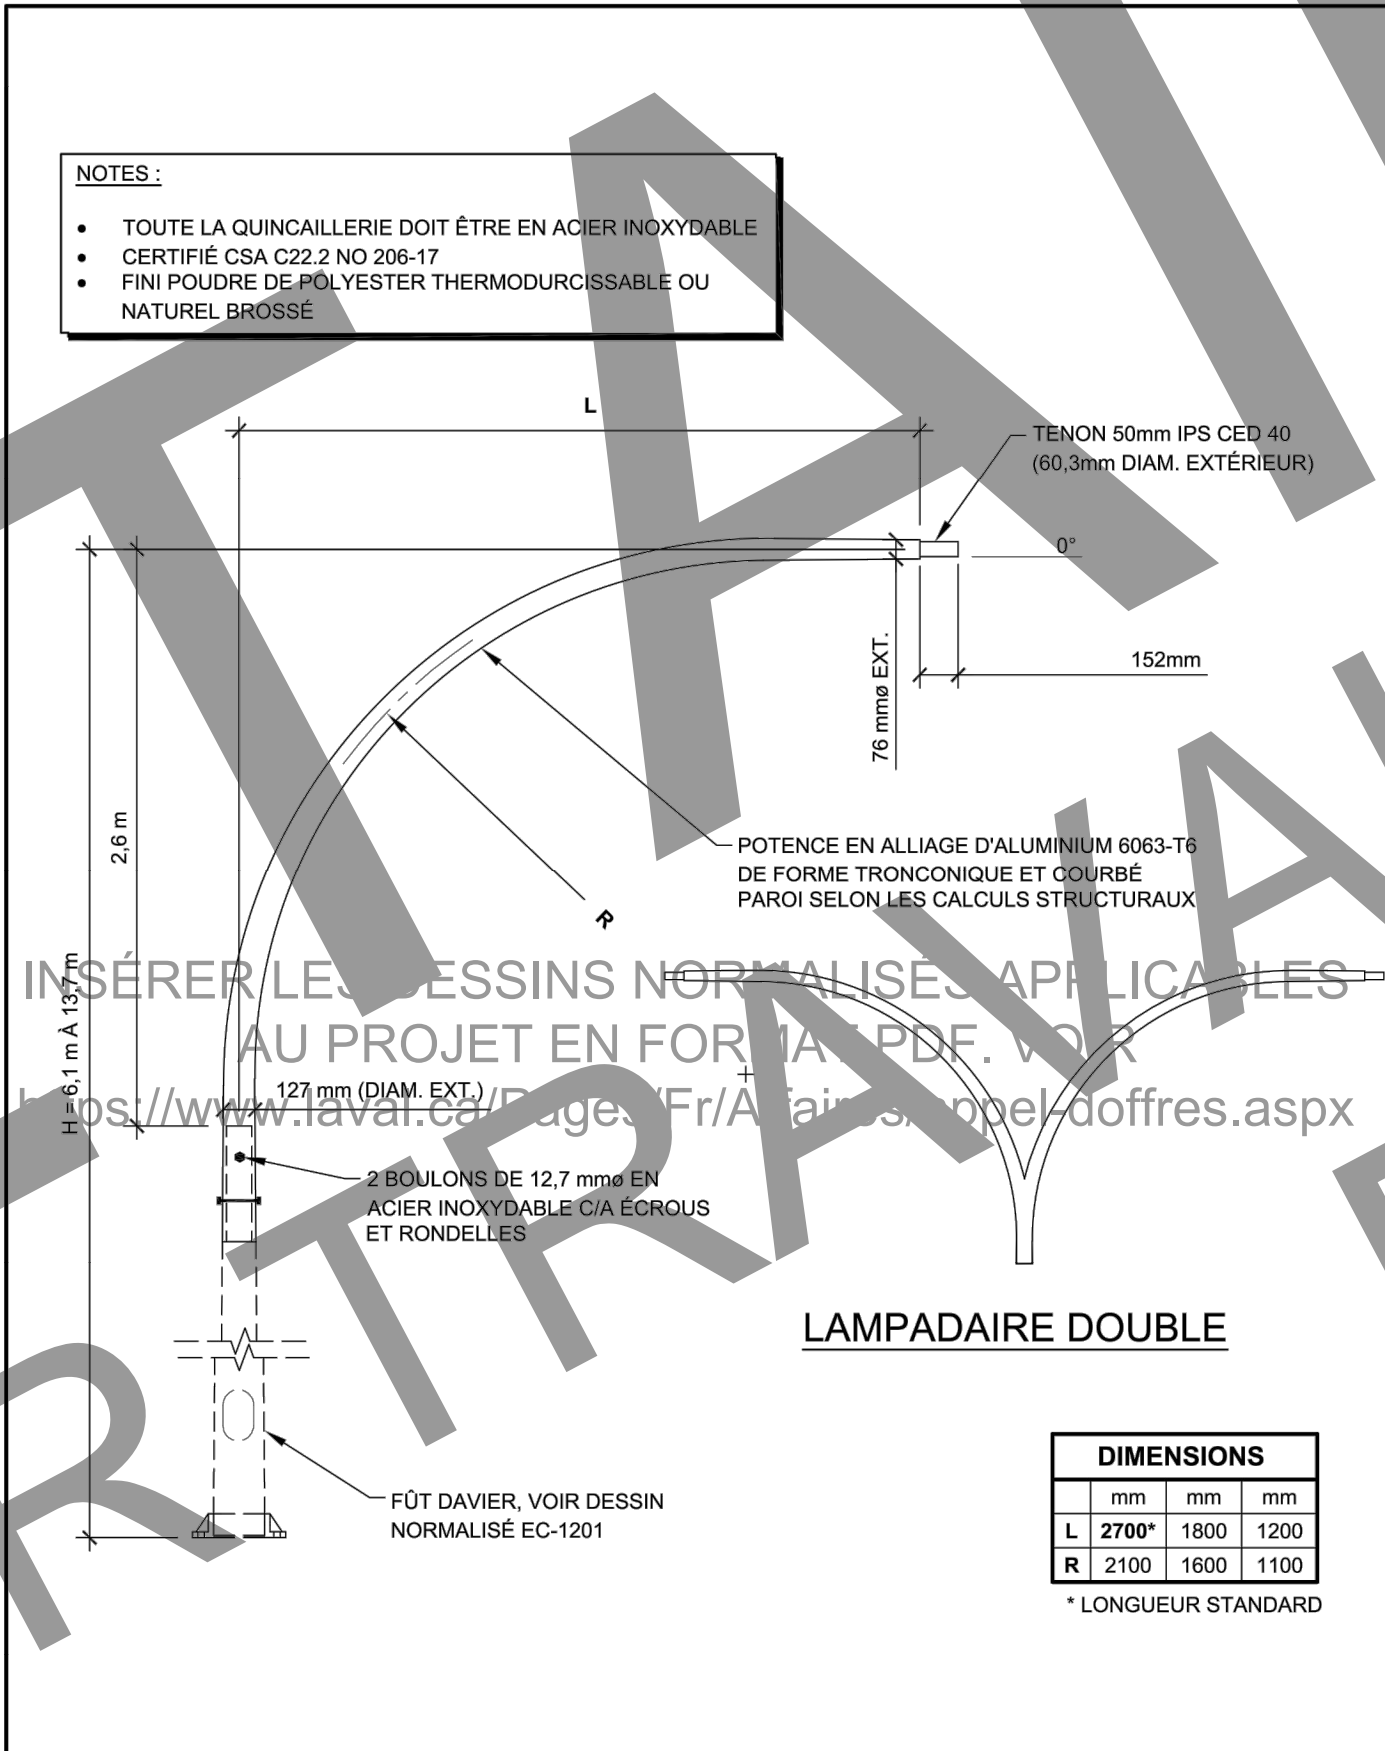 NOTES :
• TOUTE LA QUINCAILLERIE DOIT ÊTRE EN ACIER INOXYDABLE
• CERTIFIÉ CSA C22.2 NO 206-17
• FINI POUDRE DE POLYESTER THERMODURCISSABLE OU
NATUREL BROSSÉ
L
TENON 50mm IPS CED 40
(60,3mm DIAM. EXTÉRIEUR)
0°
152mm
76 mmø EXT.
2,6 m
H = 6,1 m À 13,7 m
R
POTENCE EN ALLIAGE D'ALUMINIUM 6063-T6
DE FORME TRONCONIQUE ET COURBÉ
PAROI SELON LES CALCULS STRUCTURAUX
INSÉRER LES DESSINS NORMALISÉS APPLICABLES
AU PROJET EN FORMAT PDF. VOIR
https://www.laval.ca/Pages/Fr/Affaires/appel-doffres.aspx
127 mm (DIAM. EXT.)
2 BOULONS DE 12,7 mmø EN
ACIER INOXYDABLE C/A ÉCROUS
ET RONDELLES
LAMPADAIRE DOUBLE
FÛT DAVIER, VOIR DESSIN
NORMALISÉ EC-1201
DIMENSIONS
mm mm mm
L 2700* 1800 1200
R 2100 1600 1100
* LONGUEUR STANDARD